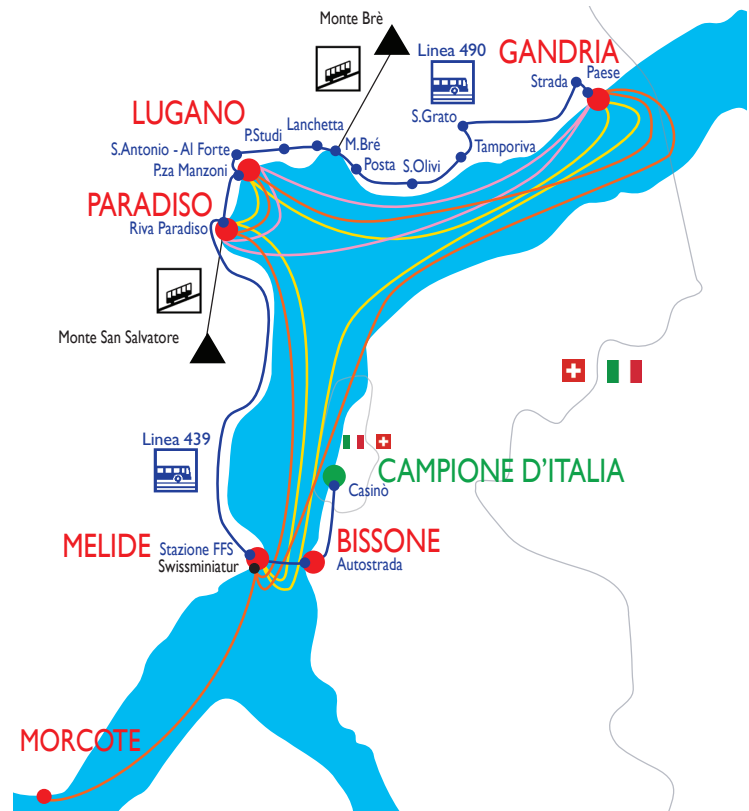 Monte Brè
Linea 490
GANDRIA
Paese
Strada
LUGANO
S.Grato
Lanchetta
P.Studi
S.Antonio - Al Forte
M.Bré
Tamporiva
P.za Manzoni
Posta
S.Olivi
PARADISO
Riva Paradiso
Monte San Salvatore
Linea 439
CAMPIONE D'ITALIA
Casinò
MELIDE
Stazione FFS
Swissminiatur
BISSONE
Autostrada
MORCOTE